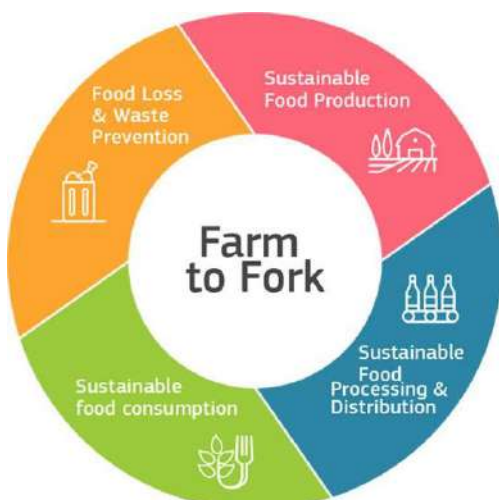 Food Loss
& Waste
Prevention
Sustainable
Food Production
Farm
to Fork
Sustainable
Food
Processing &
Distribution
Sustainable
food consumption